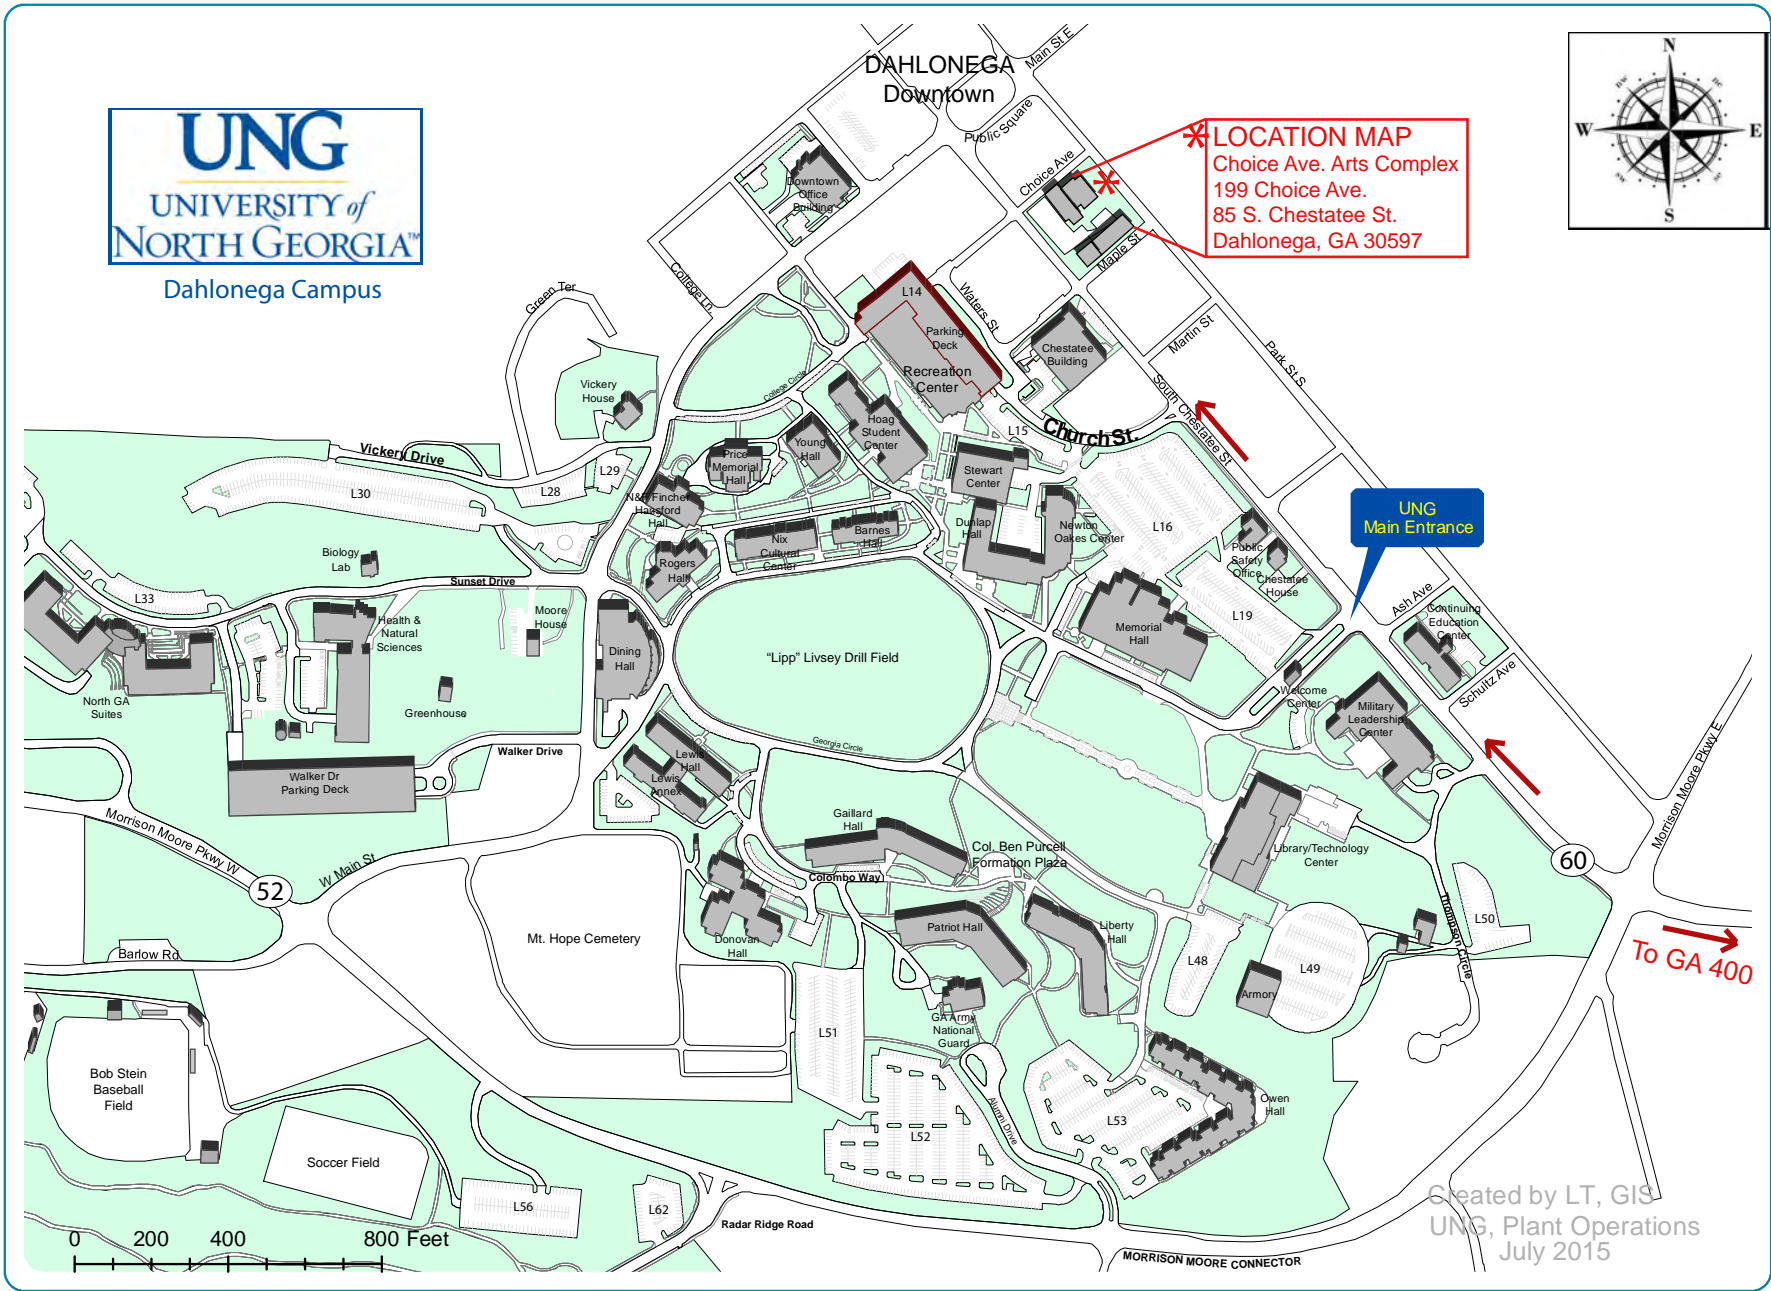 DAHLONEGA
Downtown
Main St E
Public Square
Choice Ave
Maple St
N
nw
ne
W
E
sw
se
S
UNG
UNIVERSITY of
NORTH GEORGIA™
Dahlonega Campus
* LOCATION MAP
Choice Ave. Arts Complex
199 Choice Ave.
85 S. Chestatee St.
Dahlonega, GA 30597
*
Downtown
Office
Building
College Ln.
Green Ter
L14
Parking
Deck
Recreation
Center
Waters St
Chestatee
Building
Martin St
Park St S
South Chestatee St
Vickery
House
College Circle
Hoag
Student
Center
L15
Church St.
Young
Hall
Price
Memorial
Hall
Vickery Drive
L30
L28
L29
N&F Fincher
Hansford
Hall
Stewart
Center
Dunlap
Hall
Newton
Oakes Center
L16
UNG
Main Entrance
Nix
Cultural
Center
Barnes
Hall
Rogers
Hall
Public
Safety
Office
Chestatee
House
Ash Ave
Continuing
Education
Center
Schultz Ave
Biology
Lab
Sunset Drive
L33
Health &
Natural
Sciences
Moore
House
Dining
Hall
"Lipp" Livsey Drill Field
Memorial
Hall
L19
Welcome
Center
Military
Leadership
Center
North GA
Suites
Greenhouse
Walker Drive
Georgia Circle
Lewis
Hall
Lewis
Annex
Walker Dr
Parking Deck
Morrison Moore Pkwy E
Morrison Moore Pkwy W
W Main St
52
Gaillard
Hall
Col. Ben Purcell
Formation Plaza
Colombo Way
Library/Technology
Center
60
Thompson Circle
L50
To GA 400
Barlow Rd
Mt. Hope Cemetery
Donovan
Hall
Patriot Hall
Liberty
Hall
L48
L49
Armory
GA Army
National
Guard
L51
Bob Stein
Baseball
Field
Soccer Field
L52
Alumni Drive
L53
Owen
Hall
L56
L62
Radar Ridge Road
MORRISON MOORE CONNECTOR
0 200 400 800 Feet
Created by LT, GIS
UNG, Plant Operations
July 2015